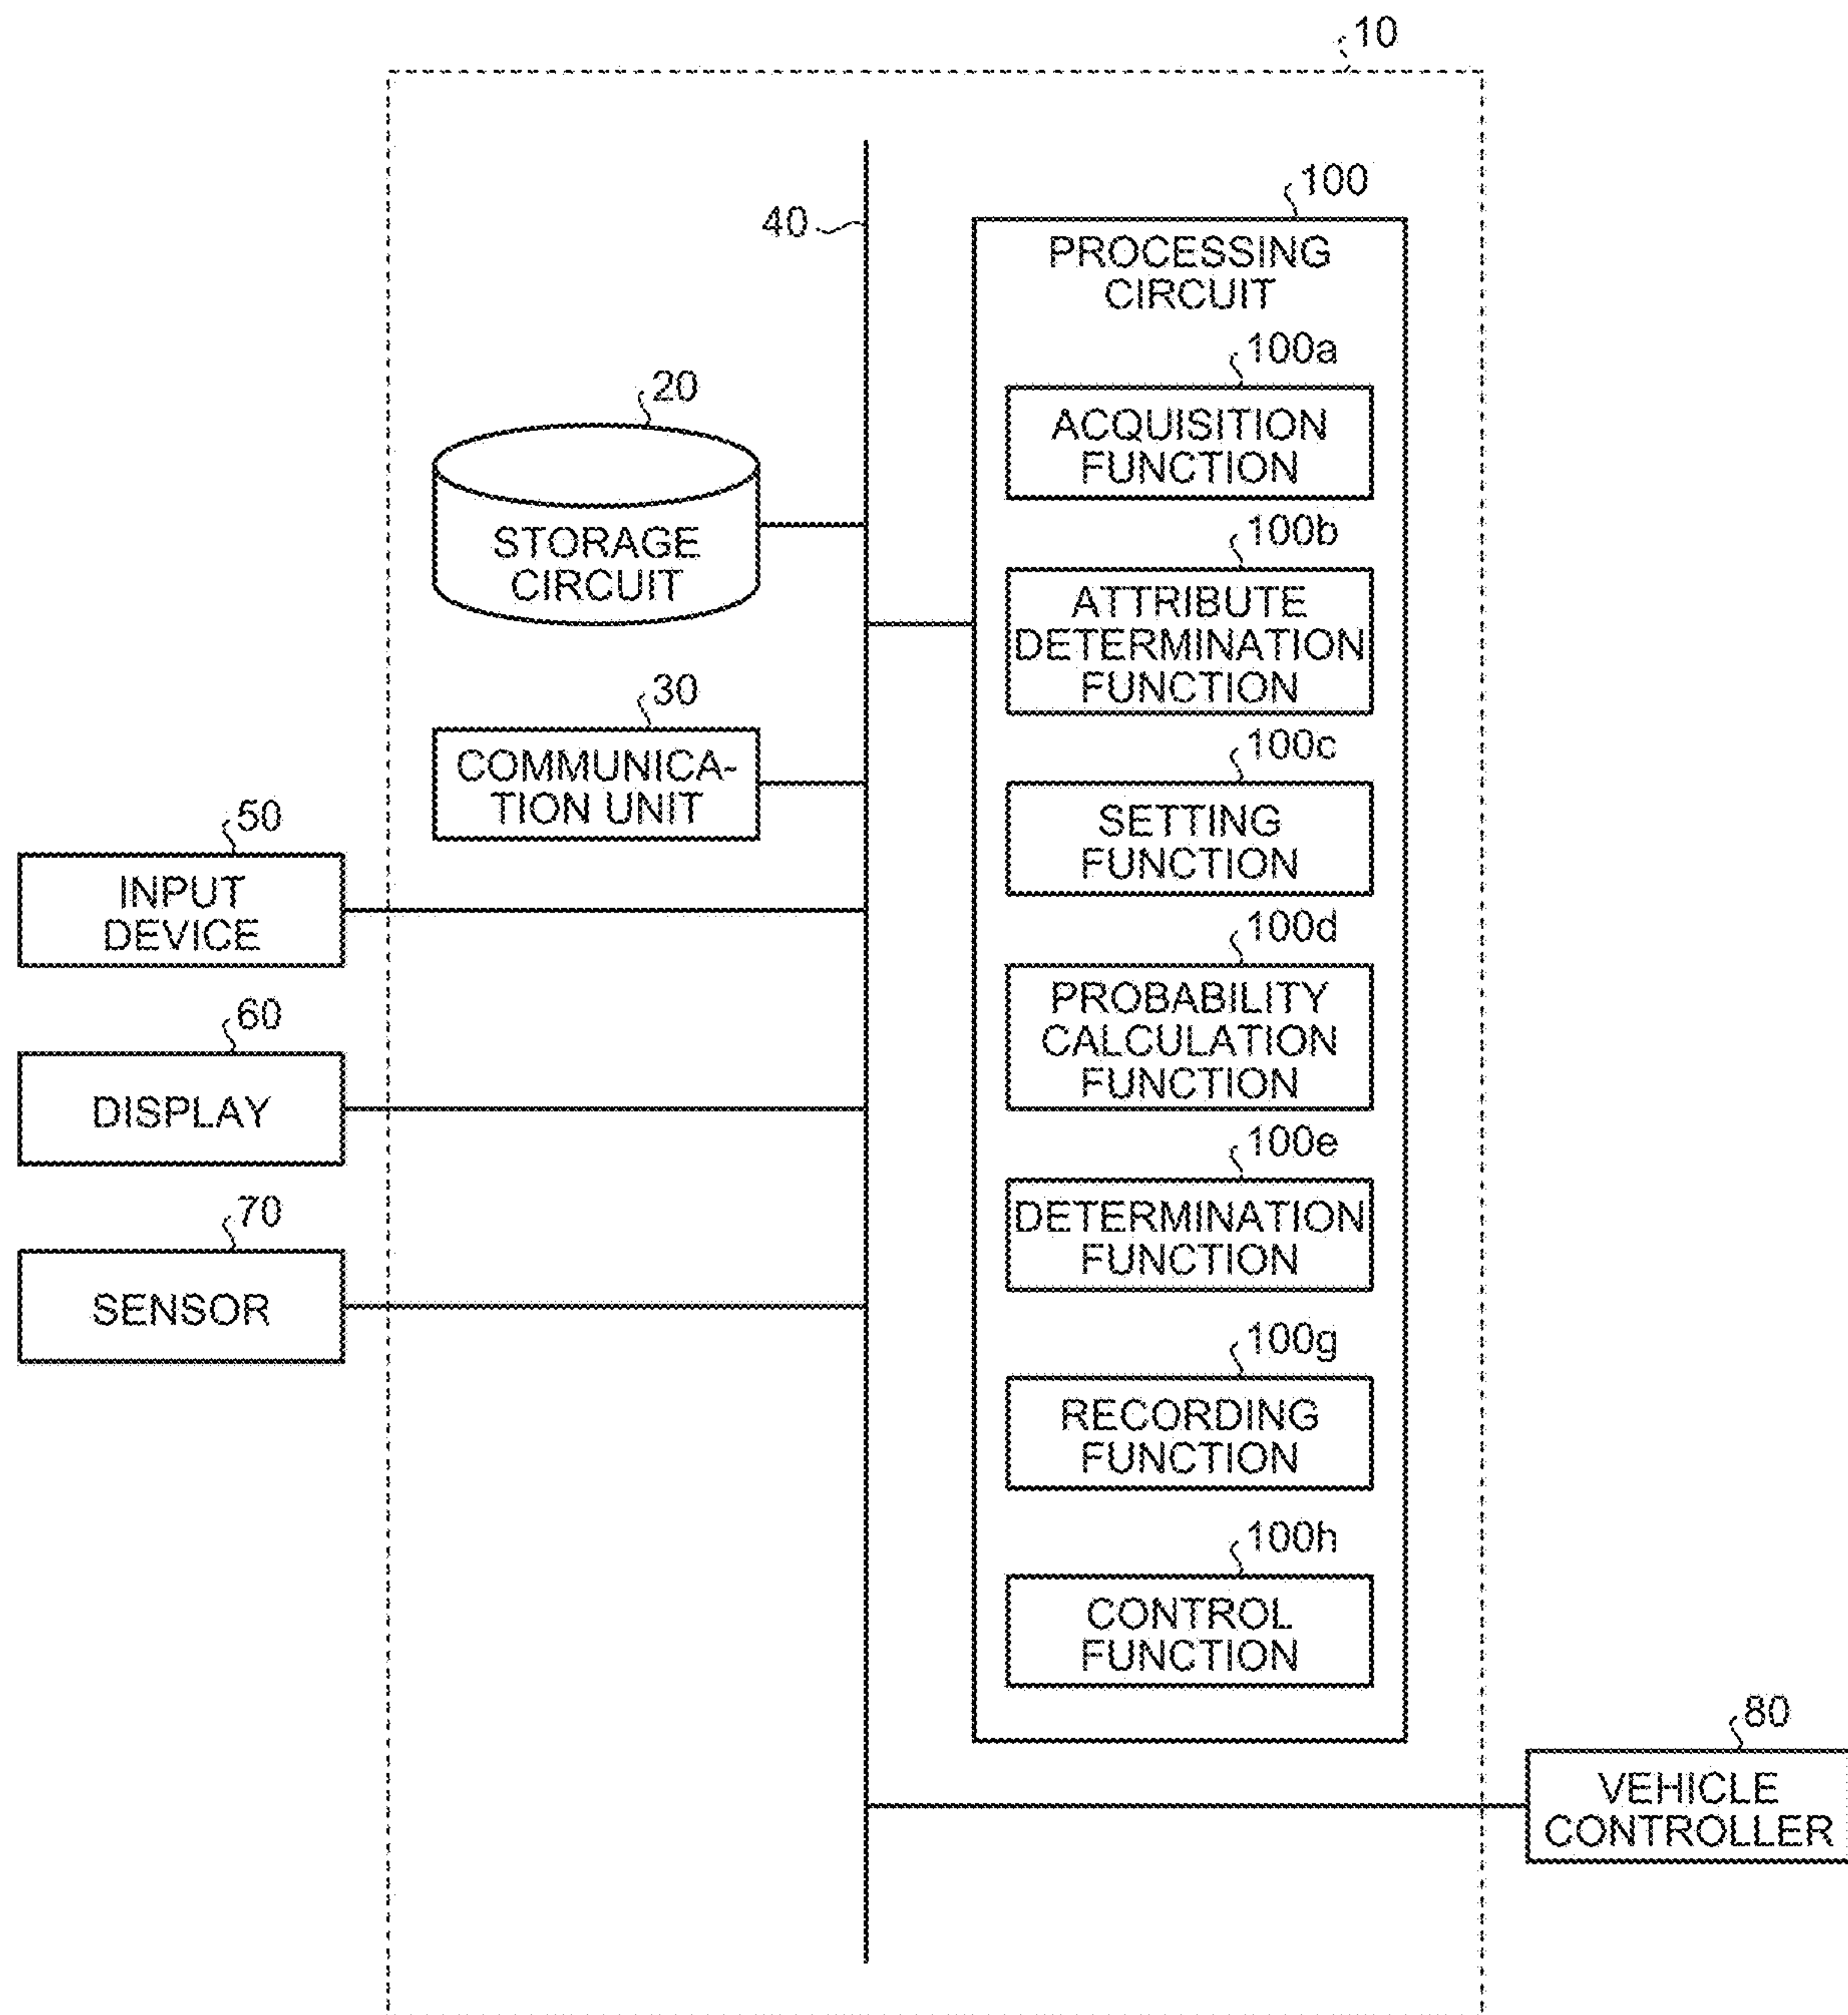 10
100
40
PROCESSING
CIRCUIT
100a
ACQUISITION
FUNCTION
20
STORAGE
CIRCUIT
100b
ATTRIBUTE
DETERMINATION
FUNCTION
30
COMMUNICA-
TION UNIT
100c
SETTING
FUNCTION
50
INPUT
DEVICE
100d
PROBABILITY
CALCULATION
FUNCTION
60
DISPLAY
100e
DETERMINATION
FUNCTION
70
SENSOR
100g
RECORDING
FUNCTION
100h
CONTROL
FUNCTION
80
VEHICLE
CONTROLLER